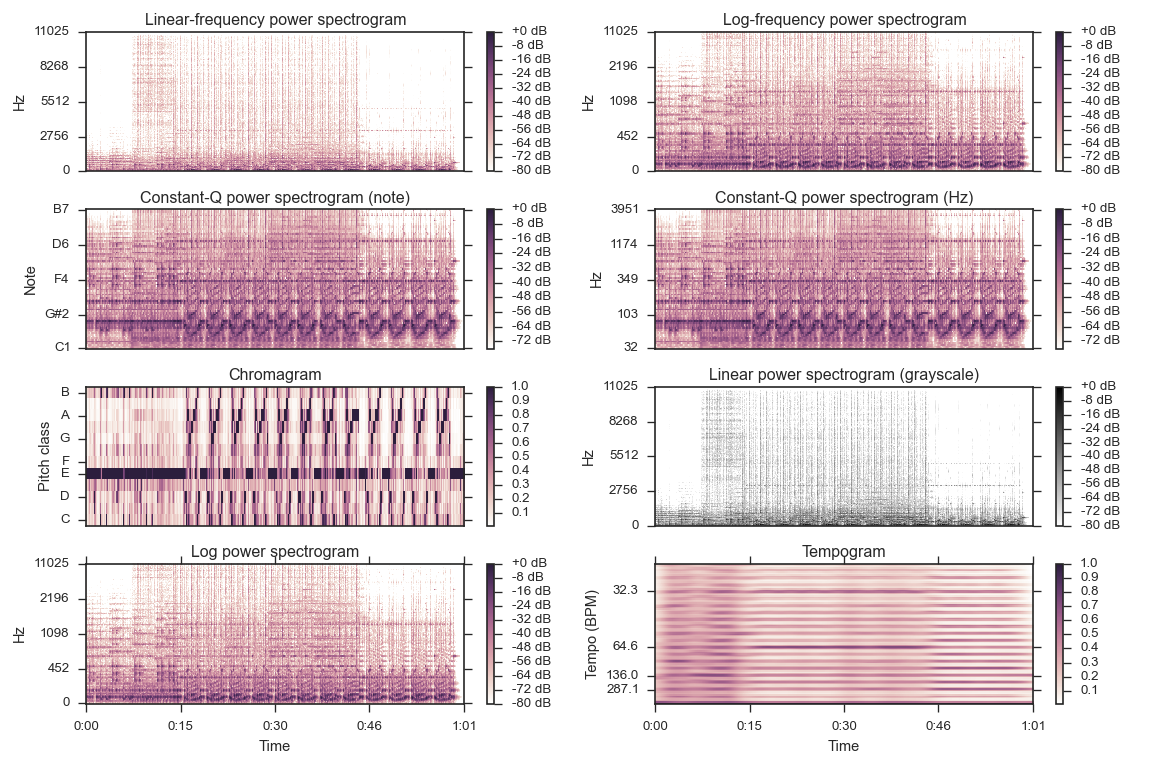 Linear-frequency power spectrogram
11025
8268
5512
2756
0
Hz
+0 dB
-8 dB
-16 dB
-24 dB
-32 dB
-40 dB
-48 dB
-56 dB
-64 dB
-72 dB
-80 dB
Log-frequency power spectrogram
11025
2196
1098
452
0
Hz
+0 dB
-8 dB
-16 dB
-24 dB
-32 dB
-40 dB
-48 dB
-56 dB
-64 dB
-72 dB
-80 dB
Constant-Q power spectrogram (note)
B7
D6
F4
G#2
C1
Note
+0 dB
-8 dB
-16 dB
-24 dB
-32 dB
-40 dB
-48 dB
-56 dB
-64 dB
-72 dB
Constant-Q power spectrogram (Hz)
3951
1174
349
103
32
Hz
+0 dB
-8 dB
-16 dB
-24 dB
-32 dB
-40 dB
-48 dB
-56 dB
-64 dB
-72 dB
Chromagram
B
A
G
F
E
D
C
Pitch class
1.0
0.9
0.8
0.7
0.6
0.5
0.4
0.3
0.2
0.1
Linear power spectrogram (grayscale)
11025
8268
5512
2756
0
Hz
+0 dB
-8 dB
-16 dB
-24 dB
-32 dB
-40 dB
-48 dB
-56 dB
-64 dB
-72 dB
-80 dB
Log power spectrogram
11025
2196
1098
452
0
Hz
+0 dB
-8 dB
-16 dB
-24 dB
-32 dB
-40 dB
-48 dB
-56 dB
-64 dB
-72 dB
-80 dB
0:00 0:15 0:30 0:46 1:01
Time
Tempogram
32.3
64.6
136.0
287.1
Tempo (BPM)
1.0
0.9
0.8
0.7
0.6
0.5
0.4
0.3
0.2
0.1
0:00 0:15 0:30 0:46 1:01
Time